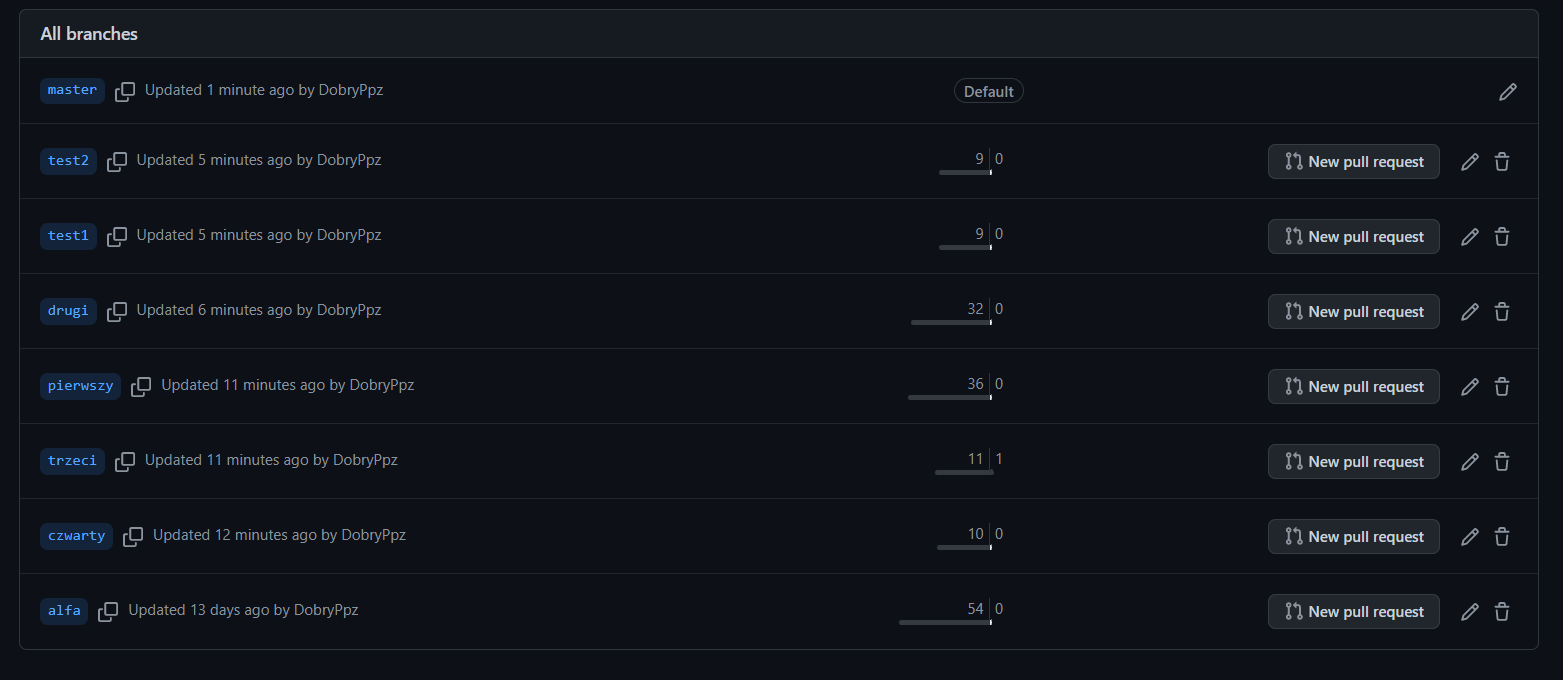 All branches
master Updated 1 minute ago by DobryPpz Default
test2 Updated 5 minutes ago by DobryPpz 9 0 New pull request
test1 Updated 5 minutes ago by DobryPpz 9 0 New pull request
drugi Updated 6 minutes ago by DobryPpz 32 0 New pull request
pierwszy Updated 11 minutes ago by DobryPpz 36 0 New pull request
trzeci Updated 11 minutes ago by DobryPpz 11 1 New pull request
czwarty Updated 12 minutes ago by DobryPpz 10 0 New pull request
alfa Updated 13 days ago by DobryPpz 54 0 New pull request